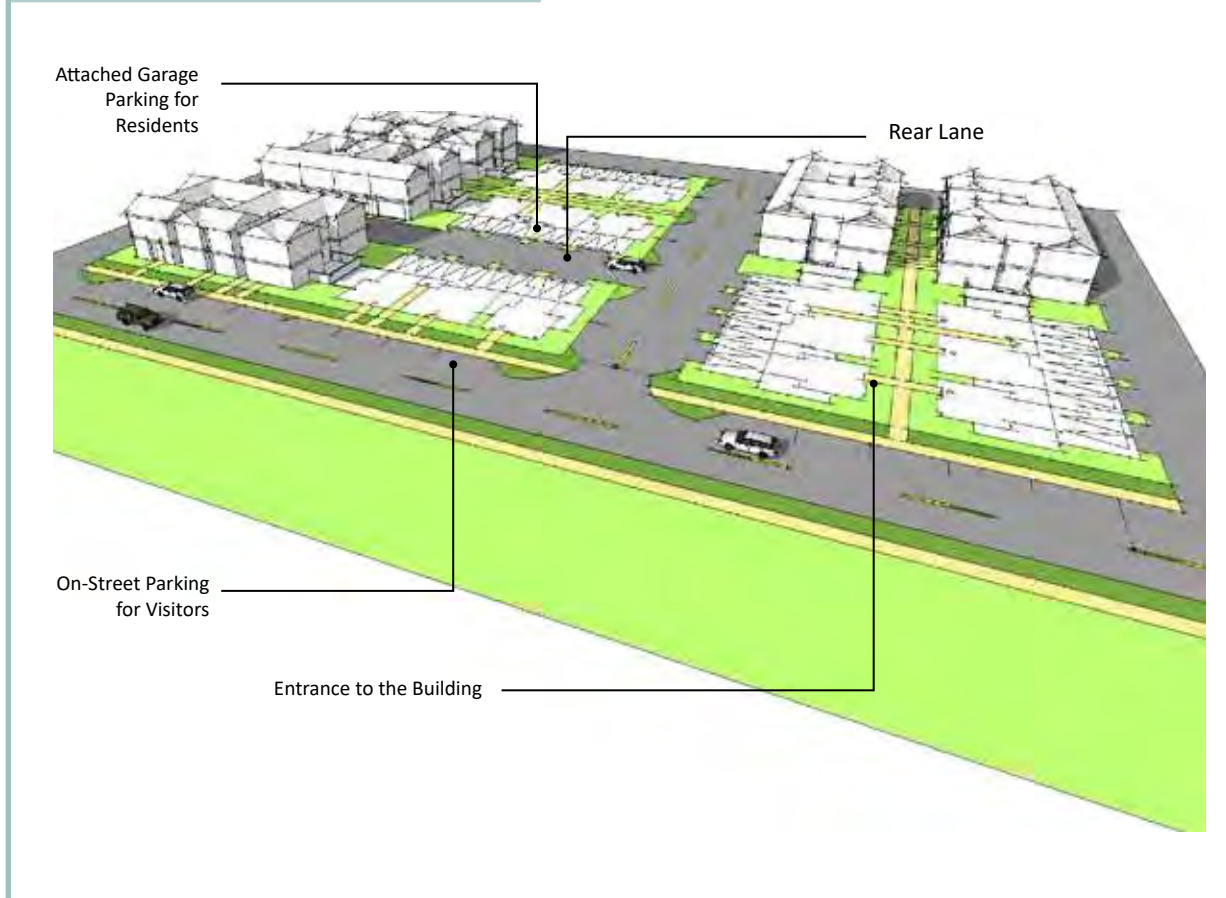 Attached Garage
Parking for
Residents
Rear Lane
On-Street Parking
for Visitors
Entrance to the Building